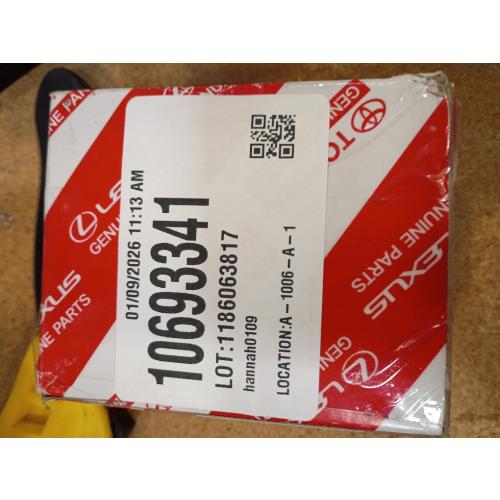 01/09/2026 11:13 AM
10693341
LOT:1186063817
hannah0109
LOCATION:A-1006-A-1
GENUINE PARTS
TO
LEXUS
GENUINE PARTS
LEXUS
GENUINE PARTS